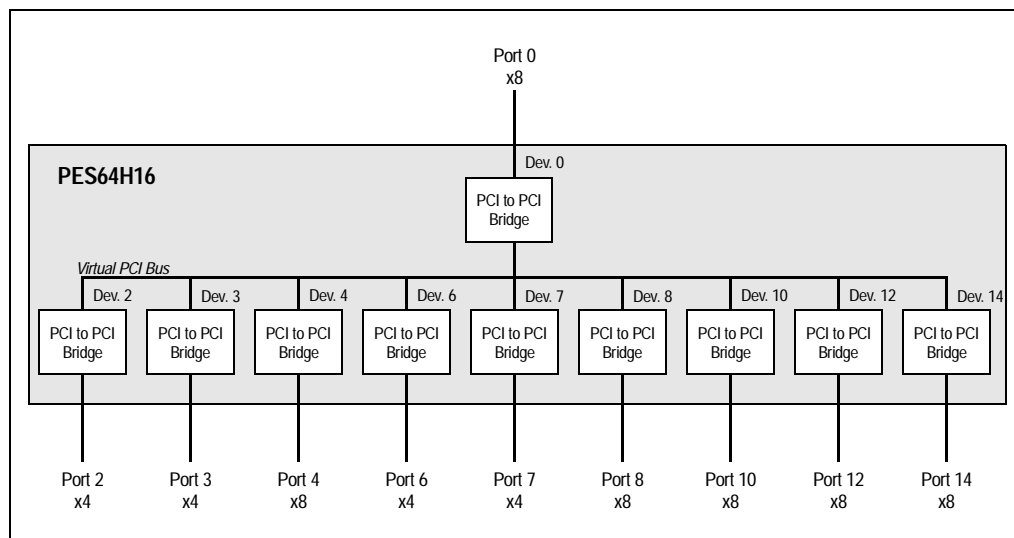 Port 0
x8
Dev. 0
PES64H16
PCI to PCI
Bridge
Virtual PCI Bus
Dev. 2
Dev. 3
Dev. 4
Dev. 6
Dev. 7
Dev. 8
Dev. 10
Dev. 12
Dev. 14
PCI to PCI
Bridge
PCI to PCI
Bridge
PCI to PCI
Bridge
PCI to PCI
Bridge
PCI to PCI
Bridge
PCI to PCI
Bridge
PCI to PCI
Bridge
PCI to PCI
Bridge
PCI to PCI
Bridge
Port 2
x4
Port 3
x4
Port 4
x8
Port 6
x4
Port 7
x4
Port 8
x8
Port 10
x8
Port 12
x8
Port 14
x8